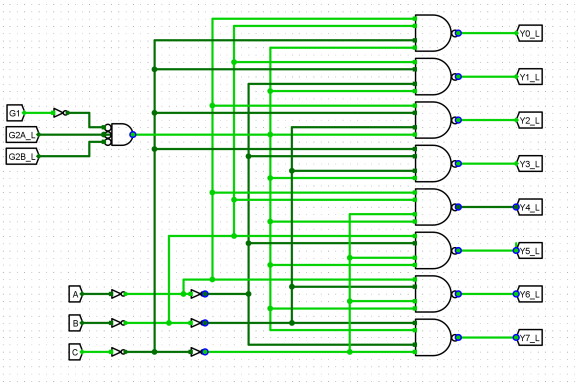 Y0_L
Y1_L
G1
Y2_L
G2A_L
G2B_L
Y3_L
Y4_L
Y5_L
A
Y6_L
B
Y7_L
C